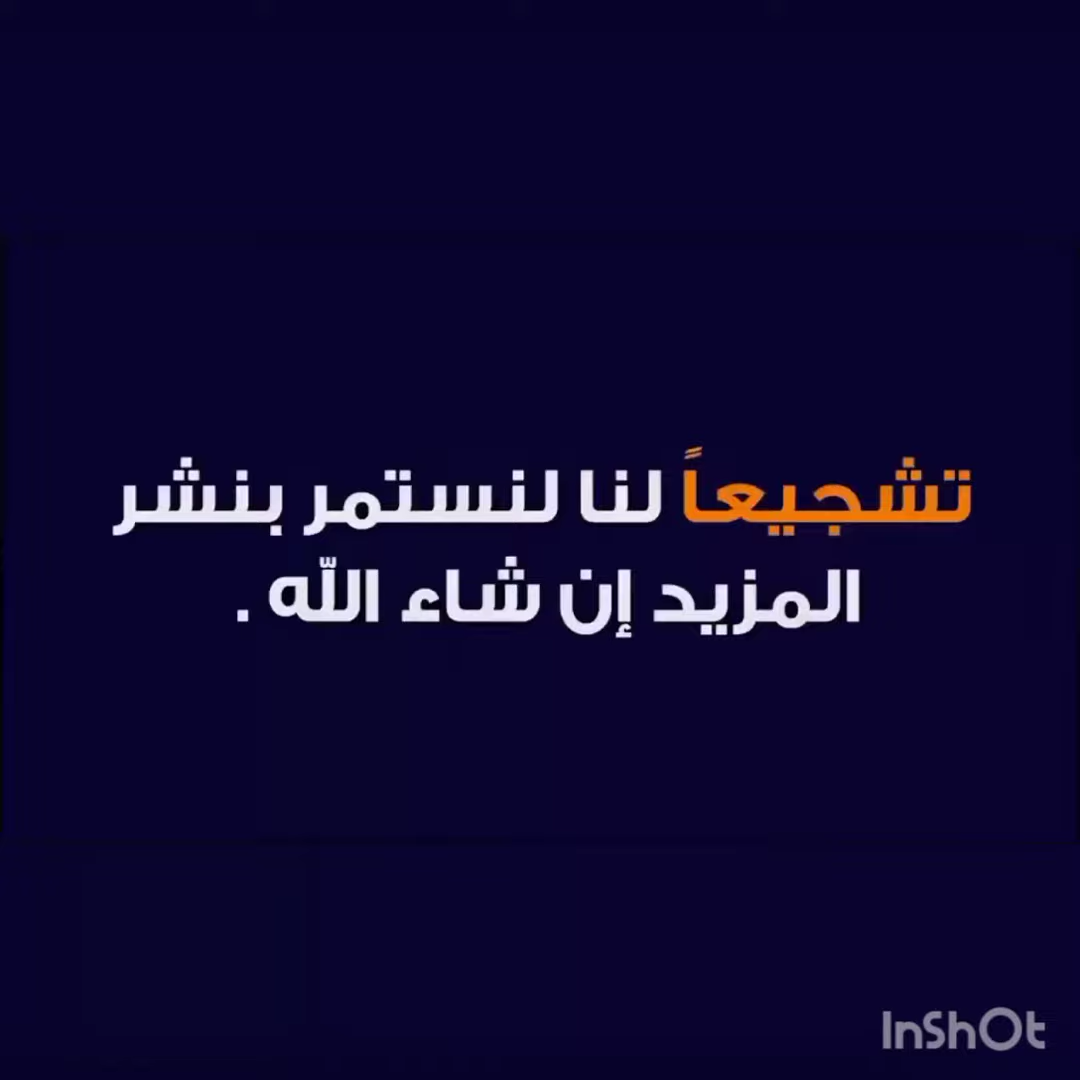 تشجيعاً لنا لنستمر بنشر
المزيد إن شاء الله .
InShOt